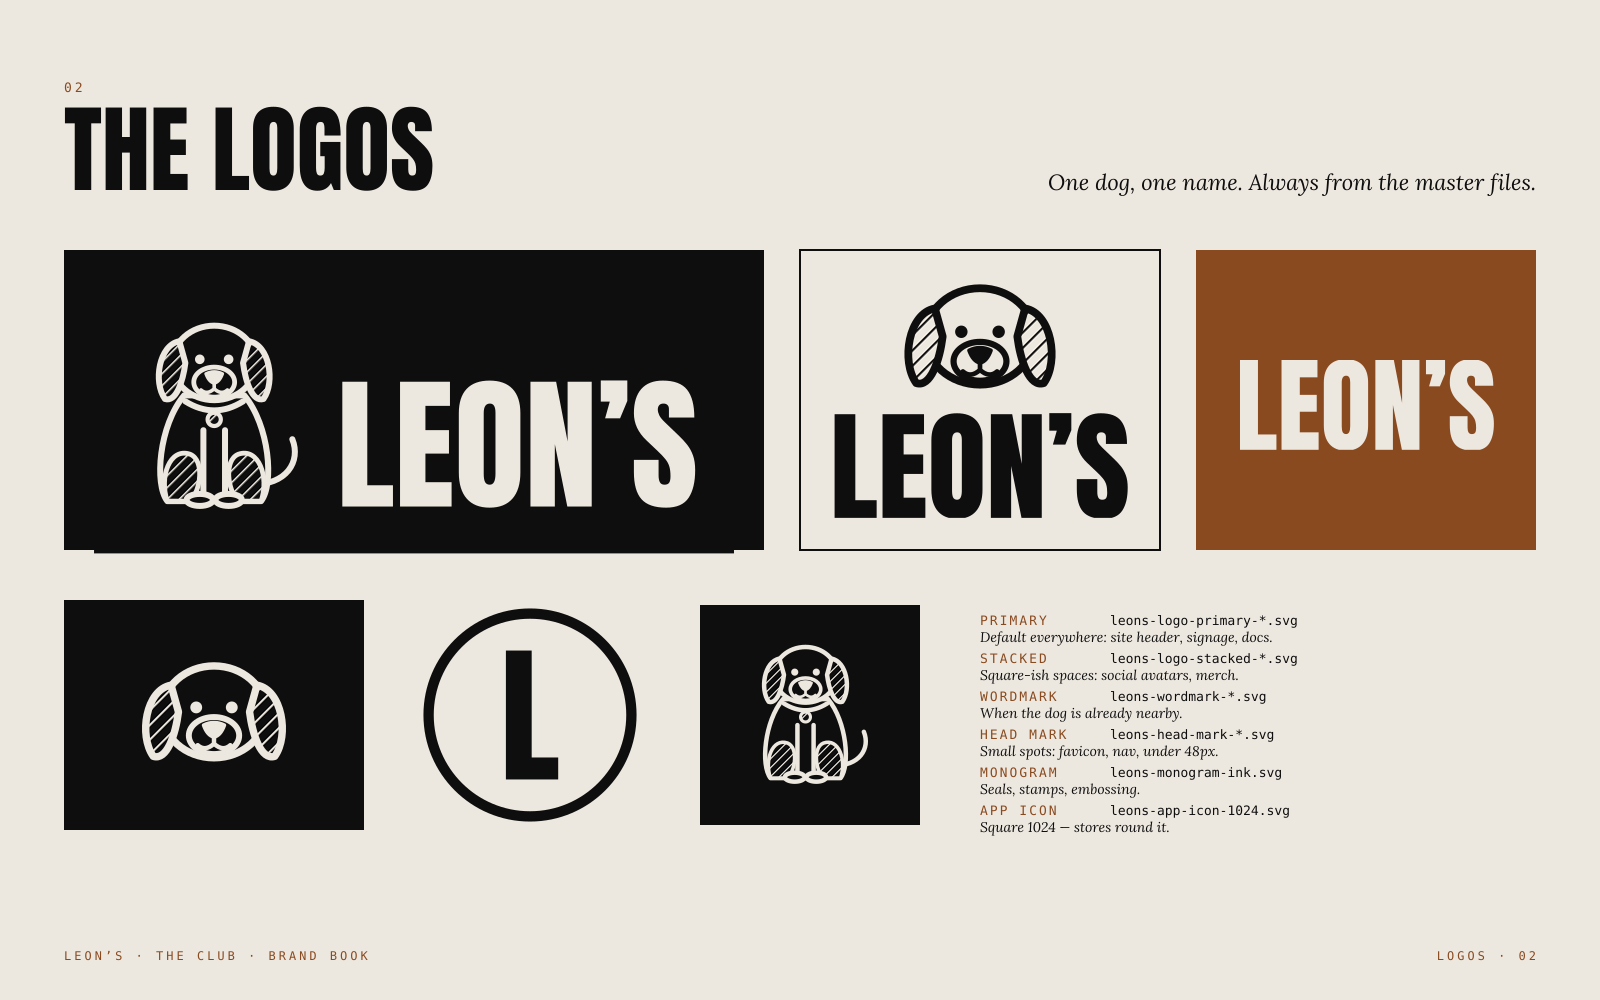 02
THE LOGOS
One dog, one name. Always from the master files.
LEON’S
LEON’S
LEON’S
L
PRIMARY leons-logo-primary-*.svg
Default everywhere: site header, signage, docs.
STACKED leons-logo-stacked-*.svg
Square-ish spaces: social avatars, merch.
WORDMARK leons-wordmark-*.svg
When the dog is already nearby.
HEAD MARK leons-head-mark-*.svg
Small spots: favicon, nav, under 48px.
MONOGRAM leons-monogram-ink.svg
Seals, stamps, embossing.
APP ICON leons-app-icon-1024.svg
Square 1024 — stores round it.
LEON’S · THE CLUB · BRAND BOOK
LOGOS · 02